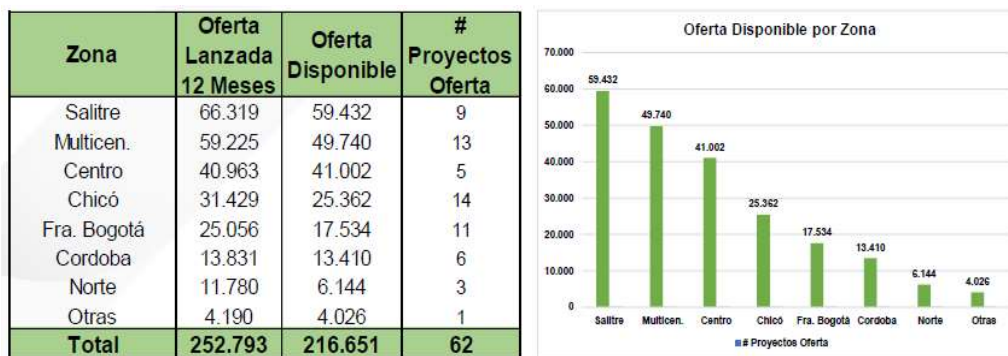 Zona Oferta Lanzada 12 Meses Oferta Disponible # Proyectos Oferta
Salitre 66.319 59.432 9
Multicen. 59.225 49.740 13
Centro 40.963 41.002 5
Chicó 31.429 25.362 14
Fra. Bogotá 25.056 17.534 11
Cordoba 13.831 13.410 6
Norte 11.780 6.144 3
Otras 4.190 4.026 1
Total 252.793 216.651 62
Oferta Disponible por Zona
70.000
60.000
50.000
40.000
30.000
20.000
10.000
0
59.432
49.740
41.002
25.362
17.534
13.410
6.144
4.026
Salitre Multicen. Centro Chicó Fra. Bogotá Cordoba Norte Otras
# Proyectos Oferta